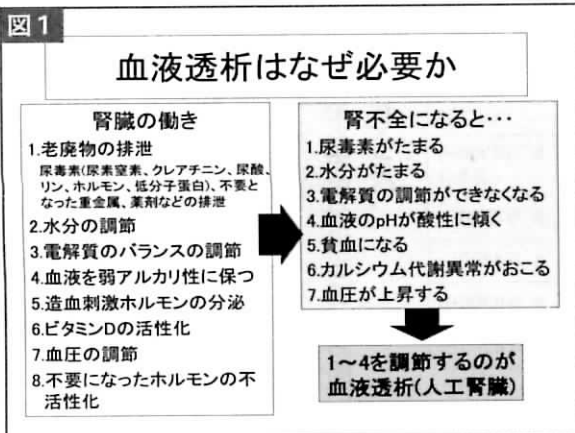 図1
血液透析はなぜ必要か
腎臓の働き
1.老廃物の排泄
尿毒素(尿素窒素、クレアチニン、尿酸、
リン、ホルモン、低分子蛋白)、不要と
なった重金属、薬剤などの排泄
2.水分の調節
3.電解質のバランスの調節
4.血液を弱アルカリ性に保つ
5.造血刺激ホルモンの分泌
6.ビタミンDの活性化
7.血圧の調節
8.不要になったホルモンの不
活性化
腎不全になると…
1.尿毒素がたまる
2.水分がたまる
3.電解質の調節ができなくなる
4.血液のpHが酸性に傾く
5.貧血になる
6.カルシウム代謝異常がおこる
7.血圧が上昇する
1～4を調節するのが
血液透析(人工腎臓)